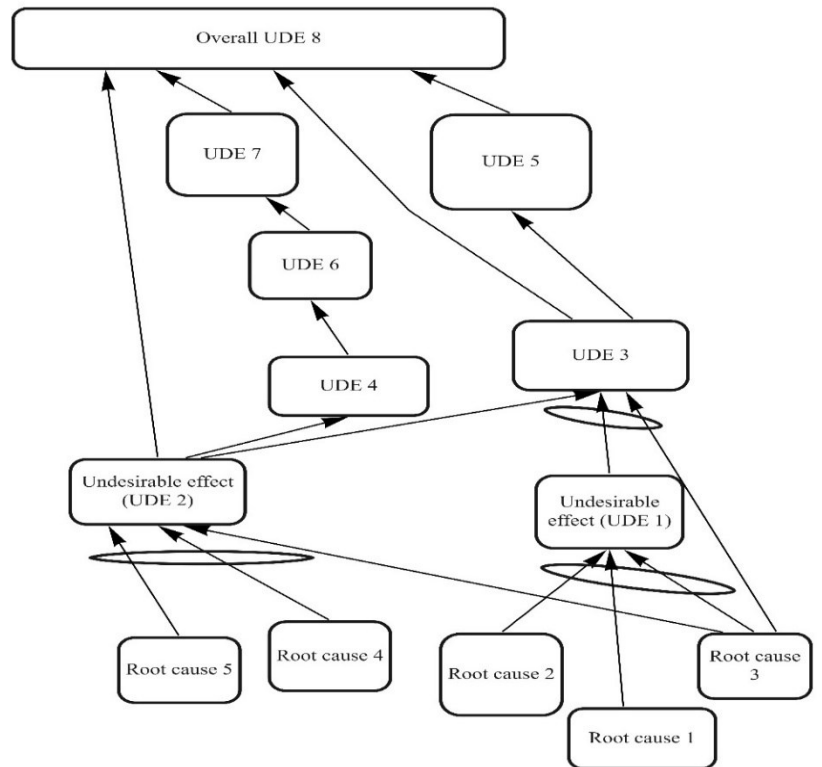 Overall UDE 8
UDE 7
UDE 5
UDE 6
UDE 3
UDE 4
Undesirable effect
(UDE 2)
Undesirable
effect (UDE 1)
Root cause 5
Root cause 4
Root cause 2
Root cause
3
Root cause 1